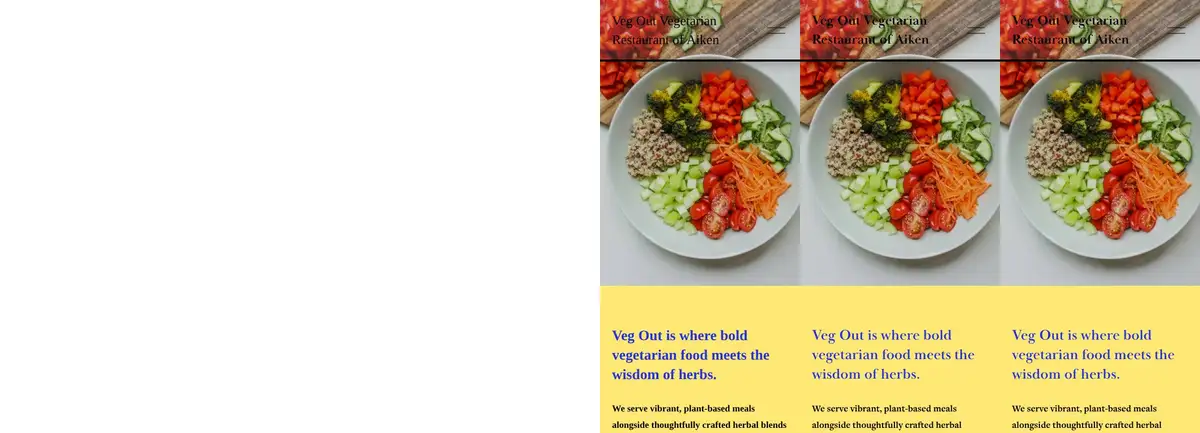 Veg Out Vegetarian
Restaurant of Aiken
Veg Out is where bold
vegetarian food meets the
wisdom of herbs.
We serve vibrant, plant-based meals
alongside thoughtfully crafted herbal blends
Veg Out Vegetarian
Restaurant of Aiken
Veg Out is where bold
vegetarian food meets the
wisdom of herbs.
We serve vibrant, plant-based meals
alongside thoughtfully crafted herbal
Veg Out Vegetarian
Restaurant of Aiken
Veg Out is where bold
vegetarian food meets the
wisdom of herbs.
We serve vibrant, plant-based meals
alongside thoughtfully crafted herbal